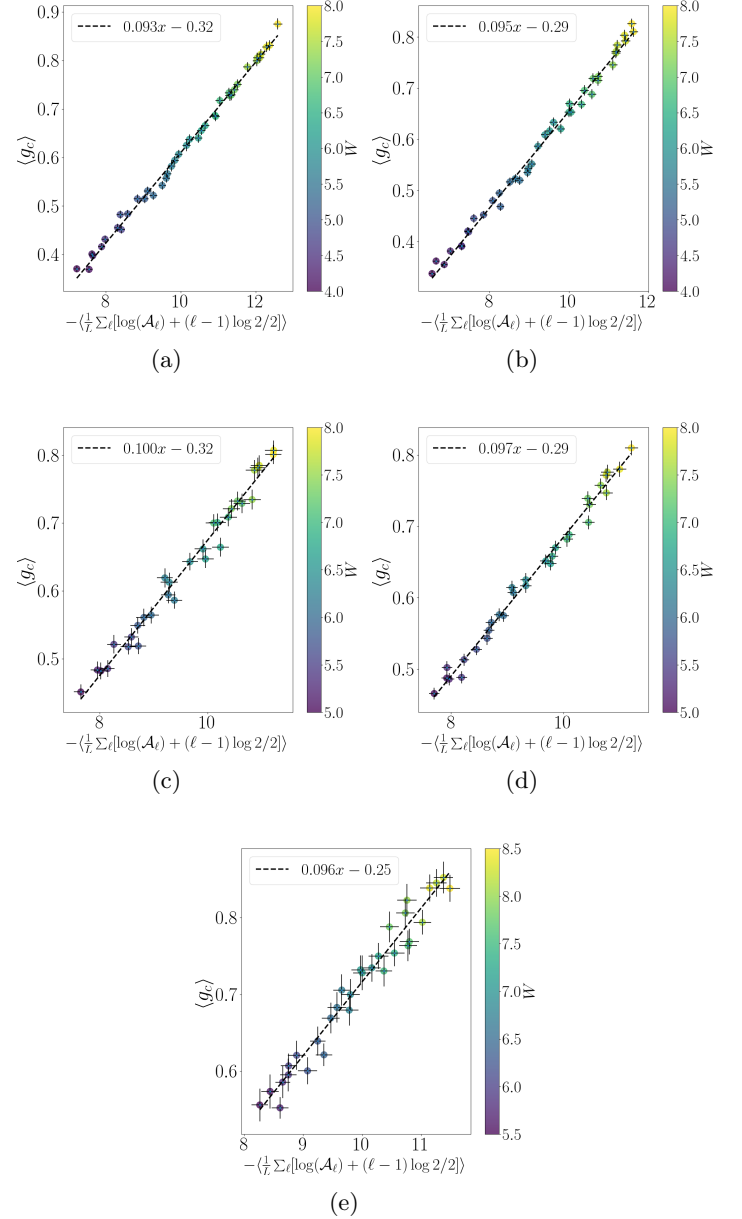 0.093x − 0.32
⟨g_c⟩
0.9
0.8
0.7
0.6
0.5
0.4
8 10 12
−⟨1/L ∑_ℓ[log(𝒜_ℓ) + (ℓ − 1) log 2/2]⟩
8.0
7.5
7.0
6.5
6.0
5.5
5.0
4.5
4.0
W
(a)
0.095x − 0.29
⟨g_c⟩
0.8
0.7
0.6
0.5
0.4
8 10 12
−⟨1/L ∑_ℓ[log(𝒜_ℓ) + (ℓ − 1) log 2/2]⟩
8.0
7.5
7.0
6.5
6.0
5.5
5.0
4.5
4.0
W
(b)
0.100x − 0.32
⟨g_c⟩
0.8
0.7
0.6
0.5
8 10
−⟨1/L ∑_ℓ[log(𝒜_ℓ) + (ℓ − 1) log 2/2]⟩
8.0
7.5
7.0
6.5
6.0
5.5
5.0
W
(c)
0.097x − 0.29
⟨g_c⟩
0.8
0.7
0.6
0.5
8 10
−⟨1/L ∑_ℓ[log(𝒜_ℓ) + (ℓ − 1) log 2/2]⟩
8.0
7.5
7.0
6.5
6.0
5.5
5.0
W
(d)
0.096x − 0.25
⟨g_c⟩
0.8
0.7
0.6
8 9 10 11
−⟨1/L ∑_ℓ[log(𝒜_ℓ) + (ℓ − 1) log 2/2]⟩
8.5
8.0
7.5
7.0
6.5
6.0
5.5
W
(e)